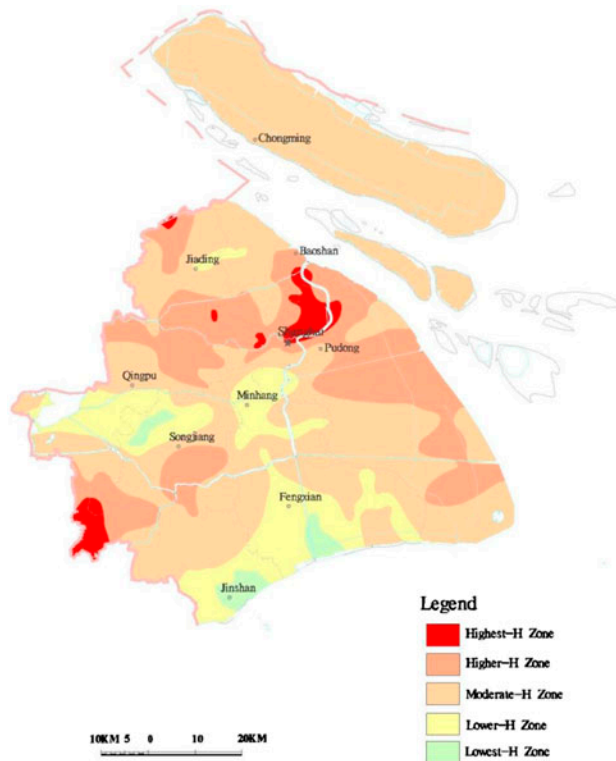 Chongming
Baoshan
Jiading
Shanghai
Pudong
Qingpu
Minhang
Songjiang
Fengxian
Jinshan
Legend
Highest-H Zone
Higher-H Zone
Moderate-H Zone
Lower-H Zone
Lowest-H Zone
10KM 5 0 10 20KM